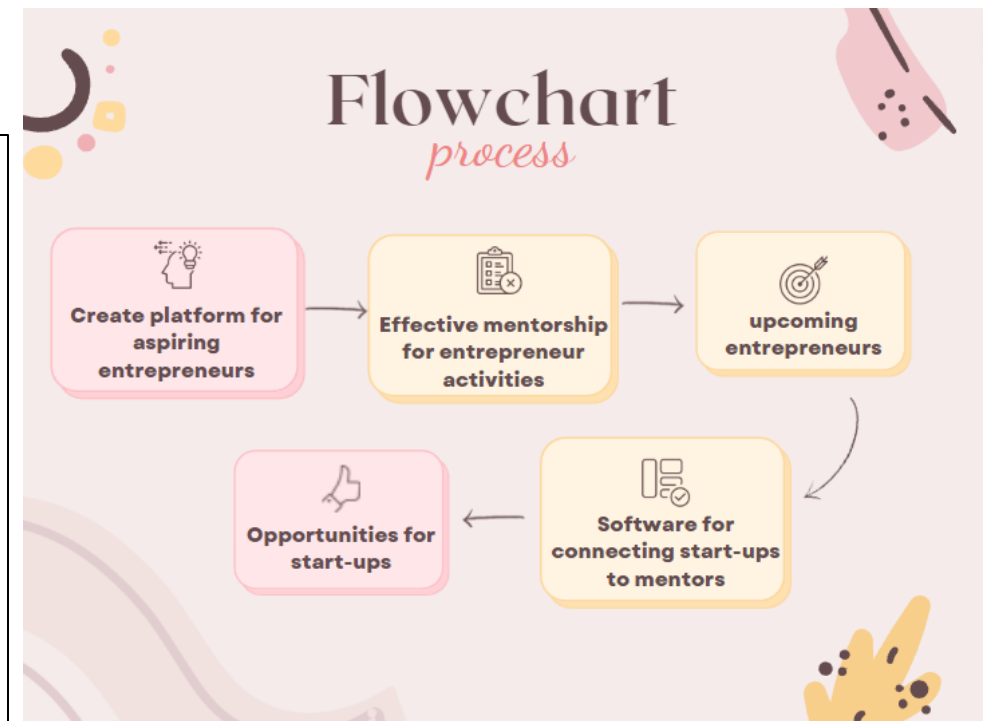 Flowchart
process
Create platform for
aspiring
entrepreneurs
Effective mentorship
for entrepreneur
activities
upcoming
entrepreneurs
Software for
connecting start-ups
to mentors
Opportunities for
start-ups